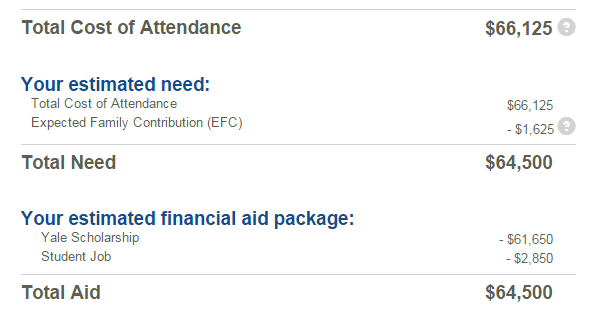 Total Cost of Attendance $66,125 ?
Your estimated need:
Total Cost of Attendance $66,125
Expected Family Contribution (EFC) - $1,625 ?
Total Need $64,500
Your estimated financial aid package:
Yale Scholarship - $61,650
Student Job - $2,850
Total Aid $64,500